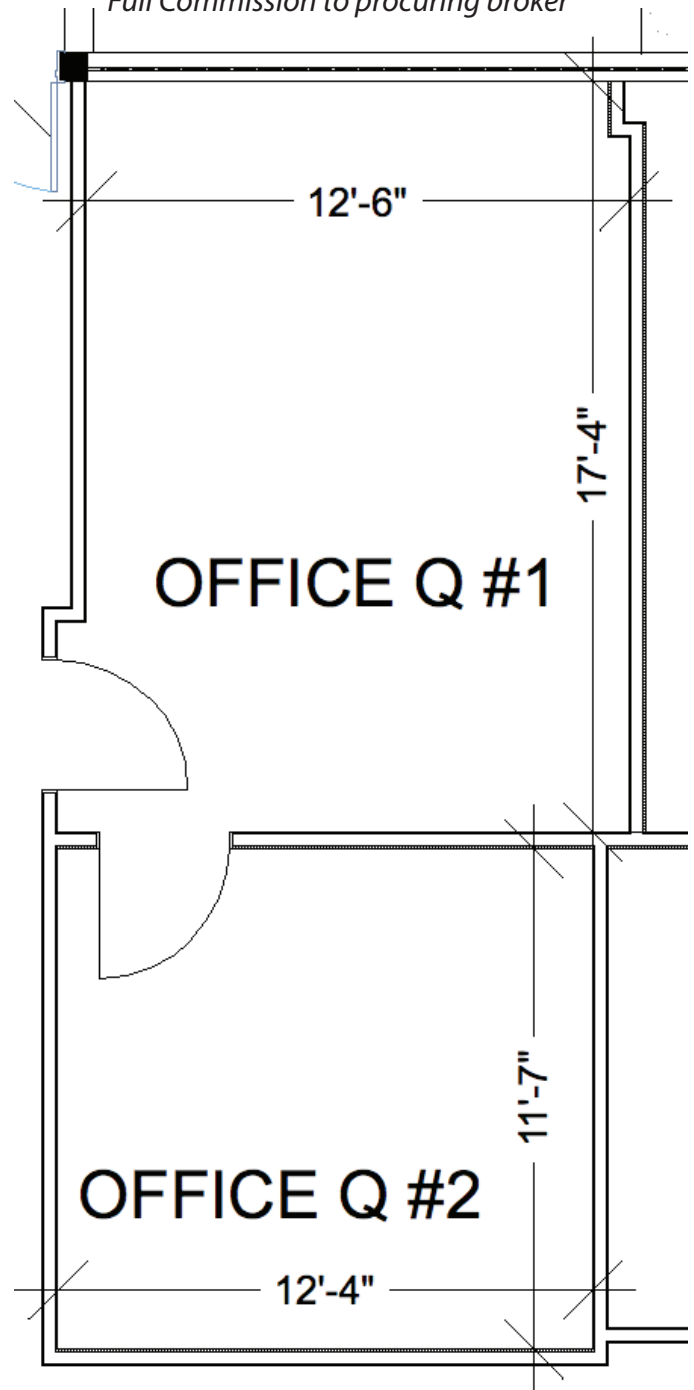 Full Commission to procuring broker
12'-6"
17'-4"
OFFICE Q #1
11'-7"
OFFICE Q #2
12'-4"